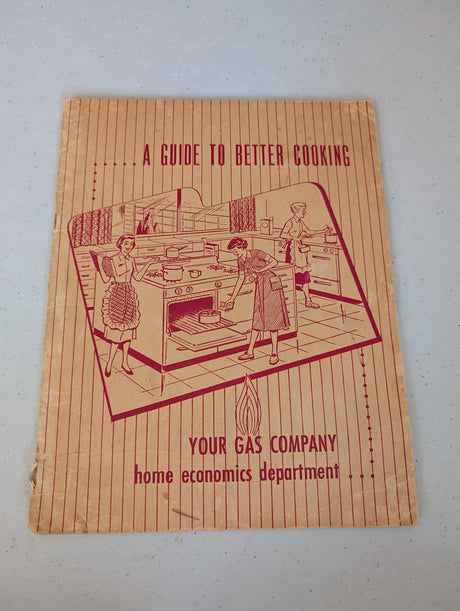 .....A GUIDE TO BETTER COOKING
YOUR GAS COMPANY
home economics department....